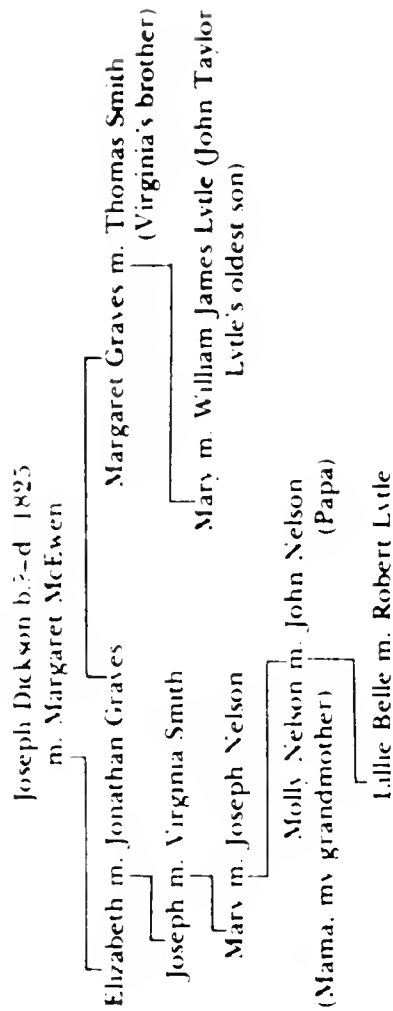 Joseph Dickson b.?–d. 1825
m. Margaret McEwen
Elizabeth m. Jonathan Graves
Margaret Graves m. Thomas Smith
(Virginia's brother)
Joseph m. Virginia Smith
Mary m. William James Lytle (John Taylor
Lytle's oldest son)
Mary m. Joseph Nelson
Molly Nelson m. John Nelson
(Mama, my grandmother)
(Papa)
Lillie Belle m. Robert Lytle